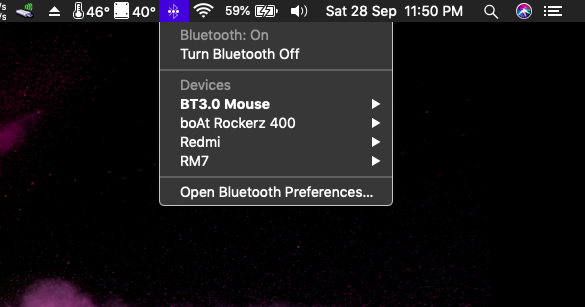 46° 40° 59% Sat 28 Sep 11:50 PM
Bluetooth: On
Turn Bluetooth Off
Devices
BT3.0 Mouse
boAt Rockerz 400
Redmi
RM7
Open Bluetooth Preferences...